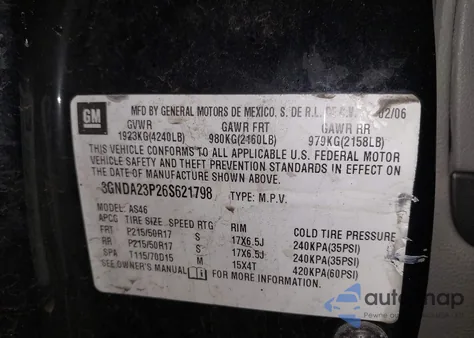 GM
MFD BY GENERAL MOTORS DE MEXICO, S. DE R.L. DE C.V. 02/06
GVWR GAWR FRT GAWR RR
1923KG(4240LB) 980KG(2160LB) 979KG(2158LB)
THIS VEHICLE CONFORMS TO ALL APPLICABLE U.S. FEDERAL MOTOR
VEHICLE SAFETY AND THEFT PREVENTION STANDARDS IN EFFECT ON
THE DATE OF MANUFACTURE SHOWN ABOVE.
3GNDA23P26S621798 TYPE: M.P.V.
MODEL: AS46
APCG TIRE SIZE SPEED RTG RIM COLD TIRE PRESSURE
FRT P215/50R17 S 17X6.5J 240KPA(35PSI)
RR P215/50R17 S 17X6.5J 240KPA(35PSI)
SPA T115/70D15 M 15X4T 420KPA(60PSI)
SEE OWNER'S MANUAL FOR MORE INFORMATION.